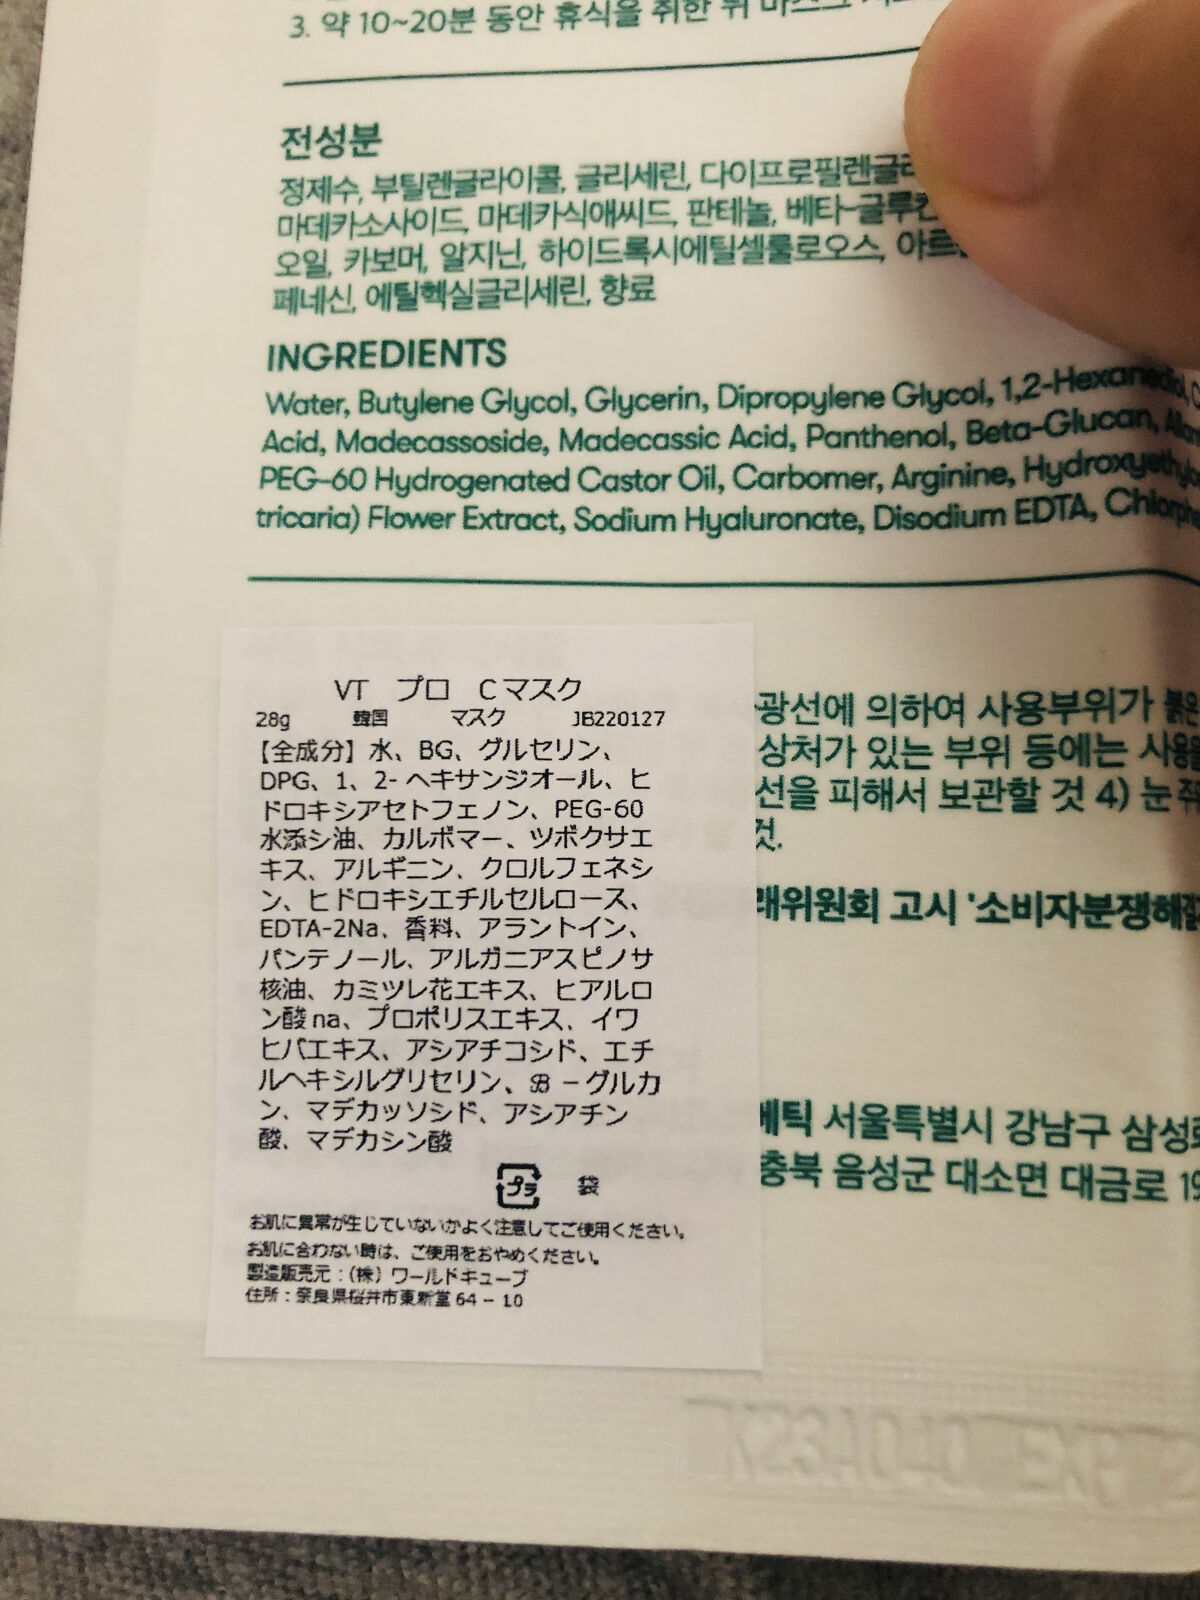 3. 약 10~20분 동안 휴식을 취한 뒤
전성분
정제수, 부틸렌글라이콜, 글리세린, 다이프로필렌글
마데카소사이드, 마데카식애씨드, 판테놀, 베타-글루칸
오일, 카보머, 알지닌, 하이드록시에틸셀룰로오스, 아르
페네신, 에틸헥실글리세린, 향료
INGREDIENTS
Water, Butylene Glycol, Glycerin, Dipropylene Glycol, 1,2-Hexanediol,
Acid, Madecassoside, Madecassic Acid, Panthenol, Beta-Glucan,
PEG-60 Hydrogenated Castor Oil, Carbomer, Arginine, Hydroxyethy
tricaria) Flower Extract, Sodium Hyaluronate, Disodium EDTA, Chlorph
VT プロ Cマスク
28g 韓国 マスク JB220127
【全成分】水、BG、グルセリン、
DPG、1、2-ヘキサンジオール、ヒ
ドロキシアセトフェノン、PEG-60
水添シ油、カルボマー、ツボクサエ
キス、アルギニン、クロルフェネシ
ン、ヒドロキシエチルセルロース、
EDTA-2Na、香料、アラントイン、
パンテノール、アルガニアスピノサ
核油、カミツレ花エキス、ヒアルロ
ン酸na、プロポリスエキス、イワ
ヒバエキス、アシアチコシド、エチ
ルヘキシルグリセリン、β－グルカ
ン、マデカッソシド、アシアチン
酸、マデカシン酸
プラ 袋
お肌に異常が生じていないかよく注意してご使用ください。
お肌に合わない時は、ご使用をおやめください。
製造販売元：(株）ワールドキューブ
住所：奈良県桜井市東新堂64－10
광선에 의하여 사용부위가 붉은
상처가 있는 부위 등에는 사용을
선을 피해서 보관할 것 4) 눈
것.
래위원회 고시 '소비자분쟁해결
메틱 서울특별시 강남구 삼성로
충북 음성군 대소면 대금로 19